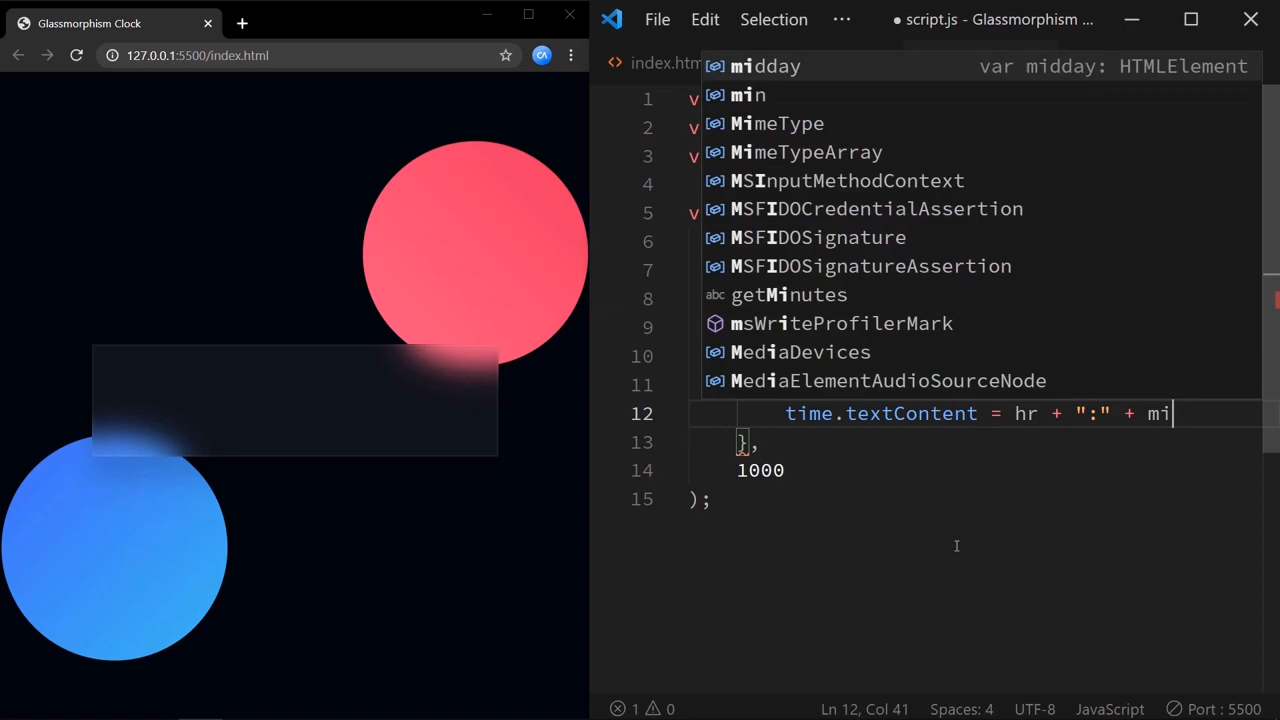 Glassmorphism Clock
127.0.0.1:5500/index.html
File Edit Selection ··· ● script.js - Glassmorphism ...
<> index.htm
midday var midday: HTMLElement
min
MimeType
MimeTypeArray
MSInputMethodContext
MSFIDOCredentialAssertion
MSFIDOSignature
MSFIDOSignatureAssertion
abc getMinutes
msWriteProfilerMark
MediaDevices
MediaElementAudioSourceNode
1 v
2 v
3 v
4
5 v
6
7
8
9
10
11
12 time.textContent = hr + ":" + mi
13 },
14 1000
15 );
1 0 Ln 12, Col 41 Spaces: 4 UTF-8 JavaScript Port : 5500